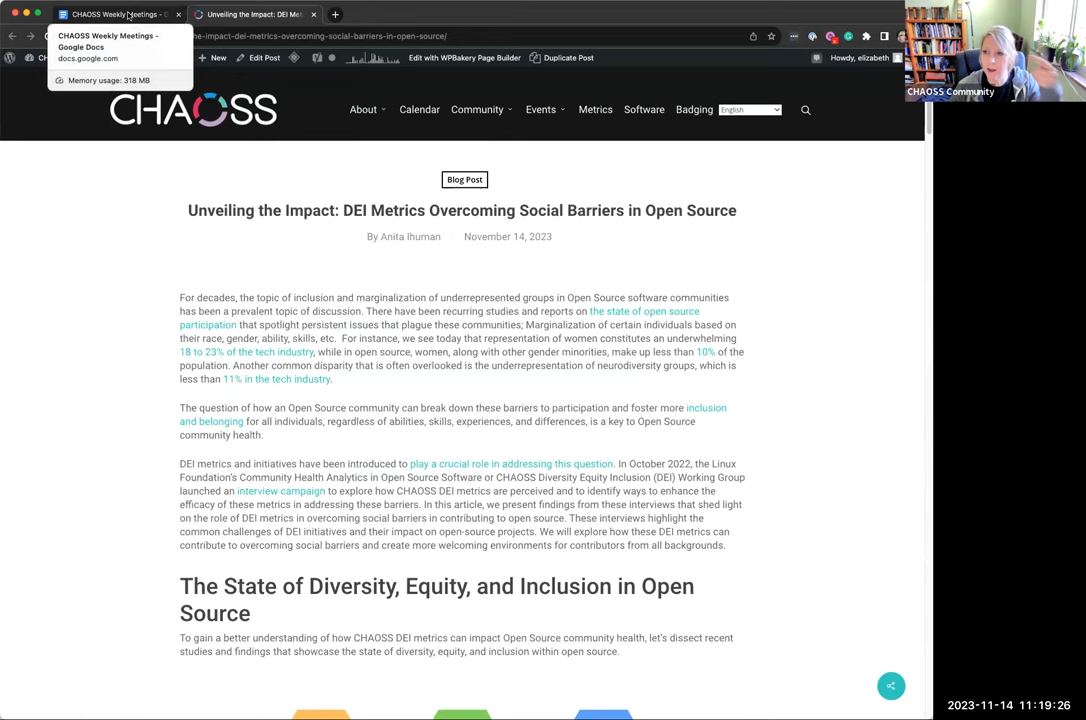 CHAOSS Weekly Meetings - G
Unveiling the Impact: DEI Met
CHAOSS Weekly Meetings -
Google Docs
docs.google.com
Memory usage: 318 MB
he-impact-dei-metrics-overcoming-social-barriers-in-open-source/
CH
New
Edit Post
Edit with WPBakery Page Builder
Duplicate Post
Howdy, elizabeth
CHAOSS Community
CHAOSS
About
Calendar
Community
Events
Metrics
Software
Badging
English
Blog Post
Unveiling the Impact: DEI Metrics Overcoming Social Barriers in Open Source
By Anita Ihuman
November 14, 2023
For decades, the topic of inclusion and marginalization of underrepresented groups in Open Source software communities
has been a prevalent topic of discussion. There have been recurring studies and reports on the state of open source
participation that spotlight persistent issues that plague these communities; Marginalization of certain individuals based on
their race, gender, ability, skills, etc. For instance, we see today that representation of women constitutes an underwhelming
18 to 23% of the tech industry, while in open source, women, along with other gender minorities, make up less than 10% of the
population. Another common disparity that is often overlooked is the underrepresentation of neurodiversity groups, which is
less than 11% in the tech industry.
The question of how an Open Source community can break down these barriers to participation and foster more inclusion
and belonging for all individuals, regardless of abilities, skills, experiences, and differences, is a key to Open Source
community health.
DEI metrics and initiatives have been introduced to play a crucial role in addressing this question. In October 2022, the Linux
Foundation's Community Health Analytics in Open Source Software or CHAOSS Diversity Equity Inclusion (DEI) Working Group
launched an interview campaign to explore how CHAOSS DEI metrics are perceived and to identify ways to enhance the
efficacy of these metrics in addressing these barriers. In this article, we present findings from these interviews that shed light
on the role of DEI metrics in overcoming social barriers in contributing to open source. These interviews highlight the
common challenges of DEI initiatives and their impact on open-source projects. We will explore how these DEI metrics can
contribute to overcoming social barriers and create more welcoming environments for contributors from all backgrounds.
The State of Diversity, Equity, and Inclusion in Open
Source
To gain a better understanding of how CHAOSS DEI metrics can impact Open Source community health, let's dissect recent
studies and findings that showcase the state of diversity, equity, and inclusion within open source.
2023-11-14 11:19:26